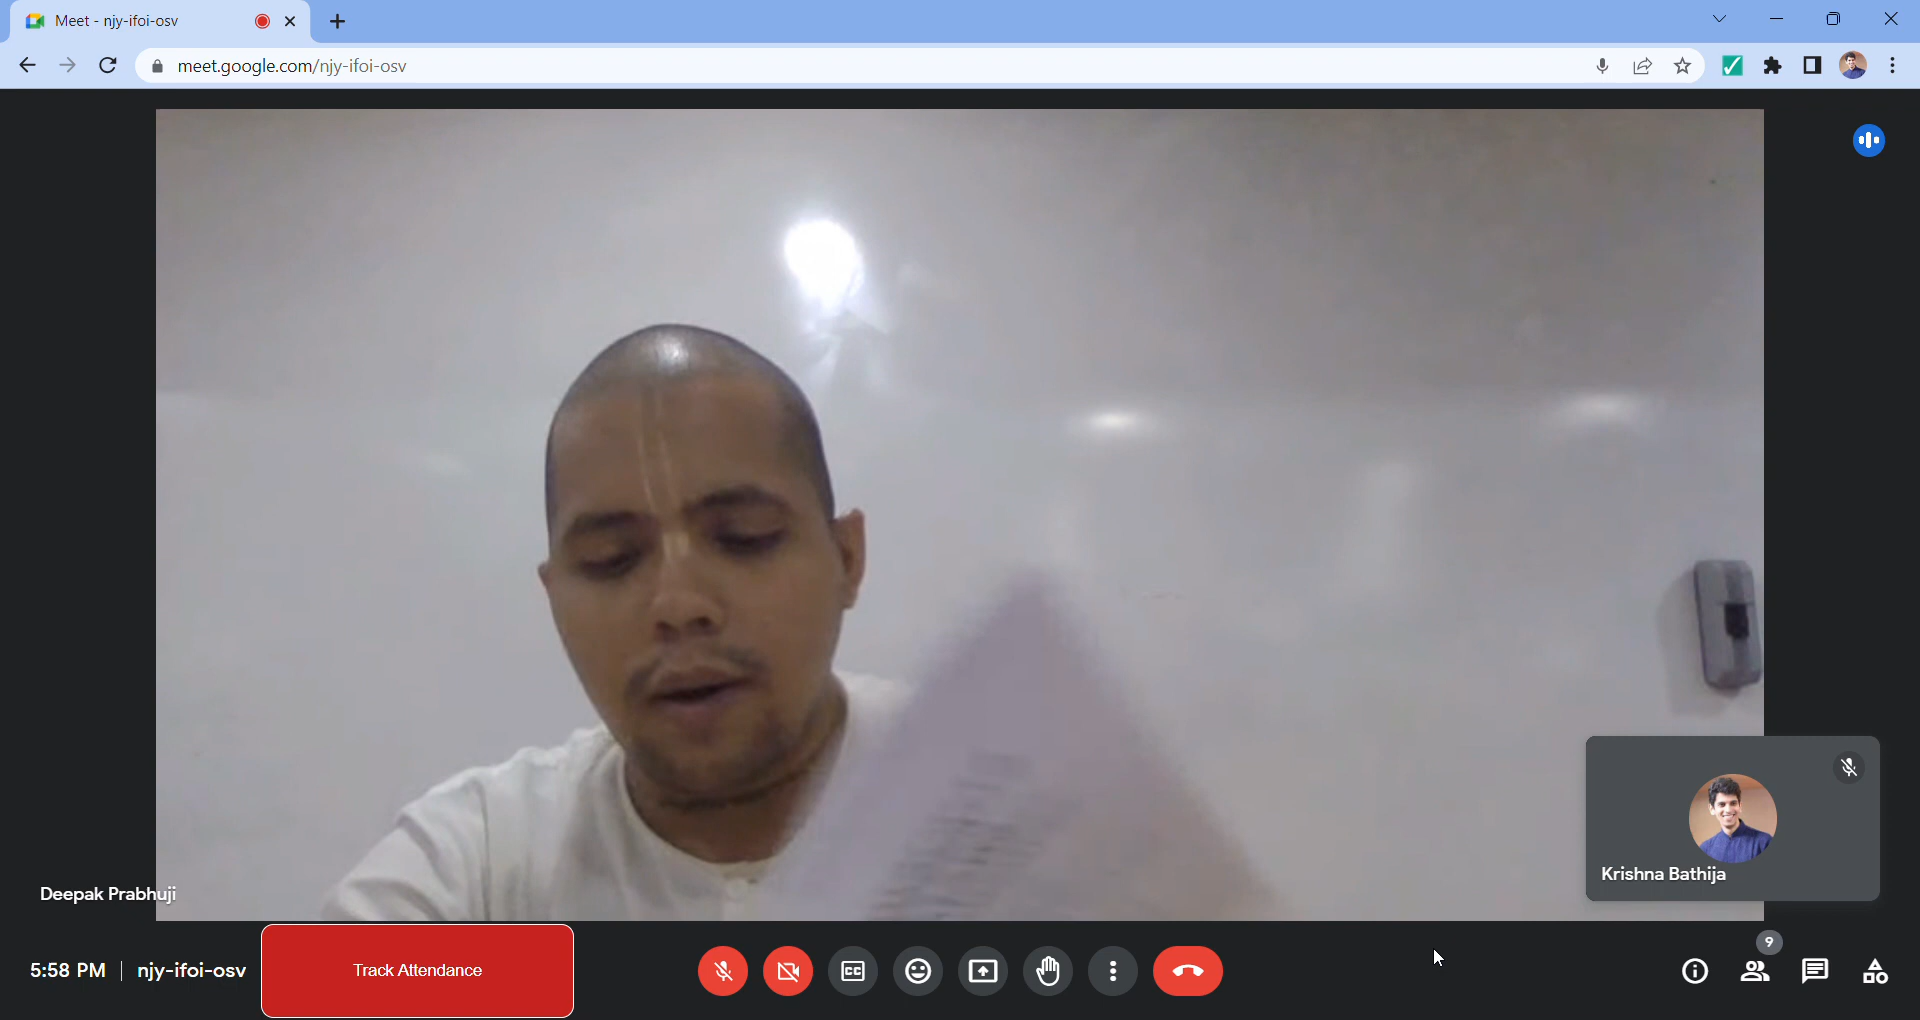 Meet - njy-ifoi-osv
meet.google.com/njy-ifoi-osv
Krishna Bathija
Deepak Prabhuji
9
5:58 PM | njy-ifoi-osv
Track Attendance
CC